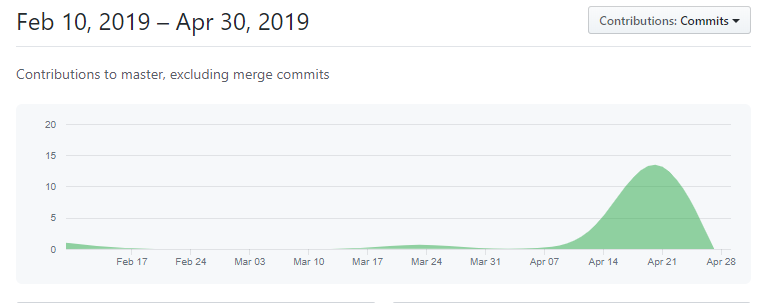 Feb 10, 2019 – Apr 30, 2019
Contributions: Commits
Contributions to master, excluding merge commits
20
15
10
5
0
Feb 17 Feb 24 Mar 03 Mar 10 Mar 17 Mar 24 Mar 31 Apr 07 Apr 14 Apr 21 Apr 28